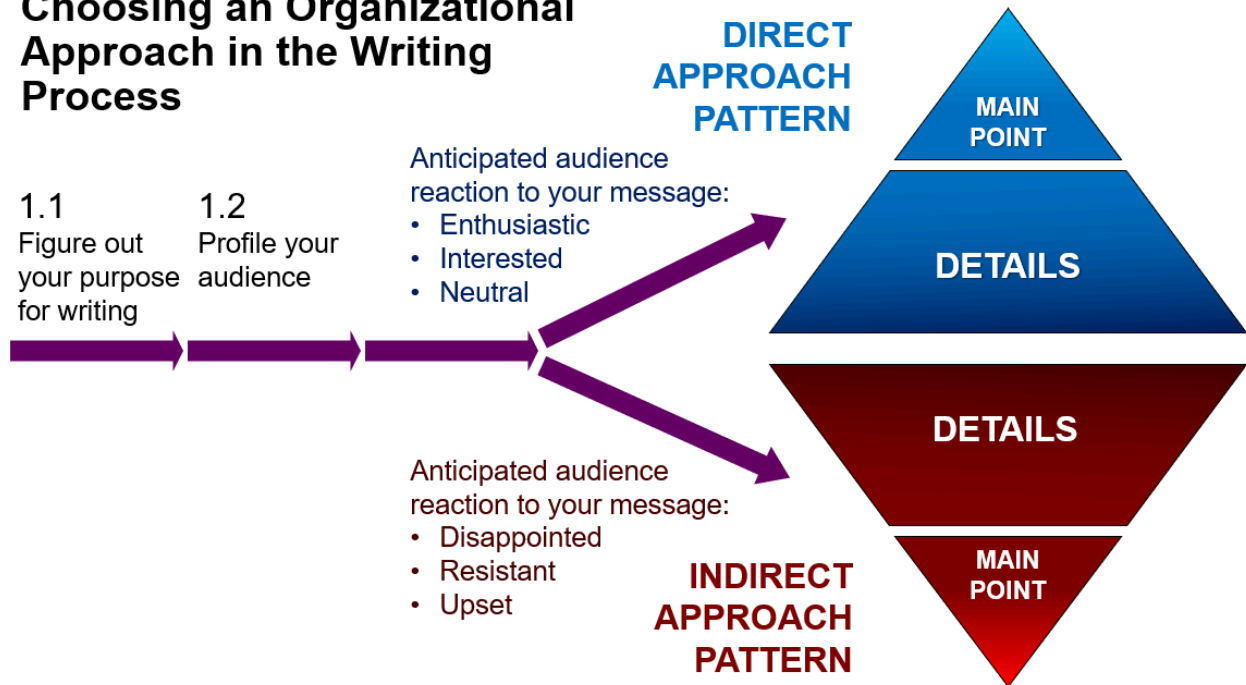 Choosing an Organizational
Approach in the Writing
Process
1.1
Figure out
your purpose
for writing
1.2
Profile your
audience
Anticipated audience
reaction to your message:
• Enthusiastic
• Interested
• Neutral
DIRECT
APPROACH
PATTERN
MAIN
POINT
DETAILS
Anticipated audience
reaction to your message:
• Disappointed
• Resistant
• Upset
INDIRECT
APPROACH
PATTERN
DETAILS
MAIN
POINT